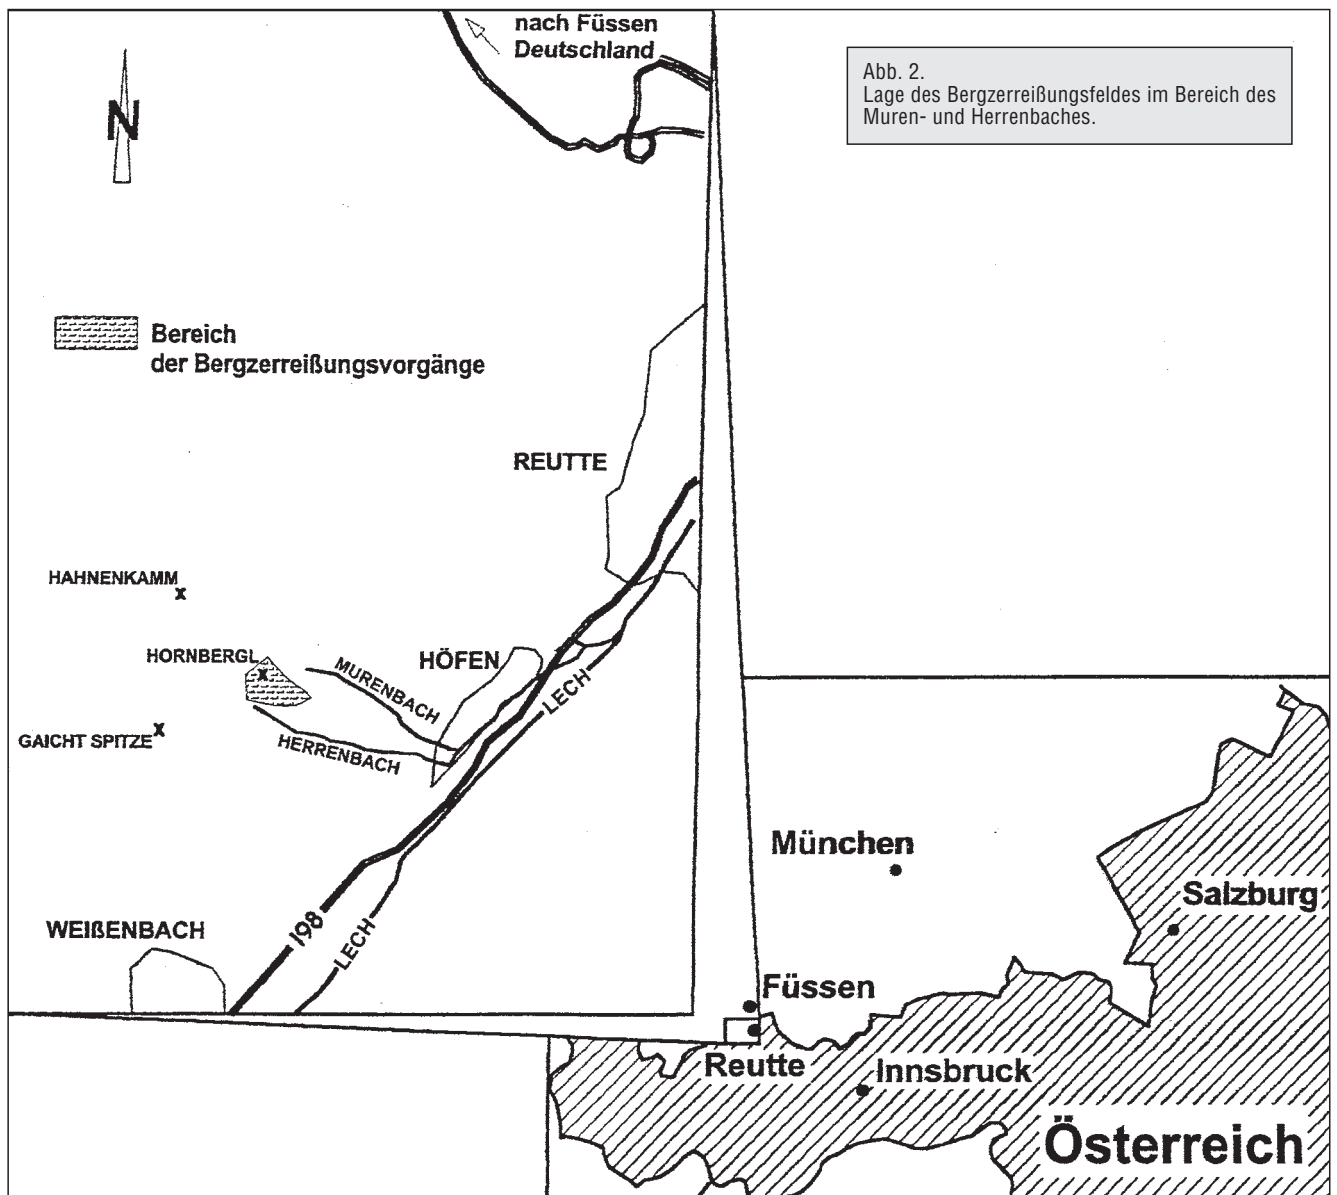 nach Füssen
Deutschland
N
Abb. 2.
Lage des Bergzerreißungsfeldes im Bereich des
Muren- und Herrenbaches.
Bereich
der Bergzerreißungsvorgänge
REUTTE
HAHNENKAMM
x
HORNBERGL
x
HÖFEN
MURENBACH
LECH
GAICHT SPITZE
x
HERRENBACH
München
Salzburg
WEIßENBACH
198
LECH
Füssen
Reutte
Innsbruck
Österreich